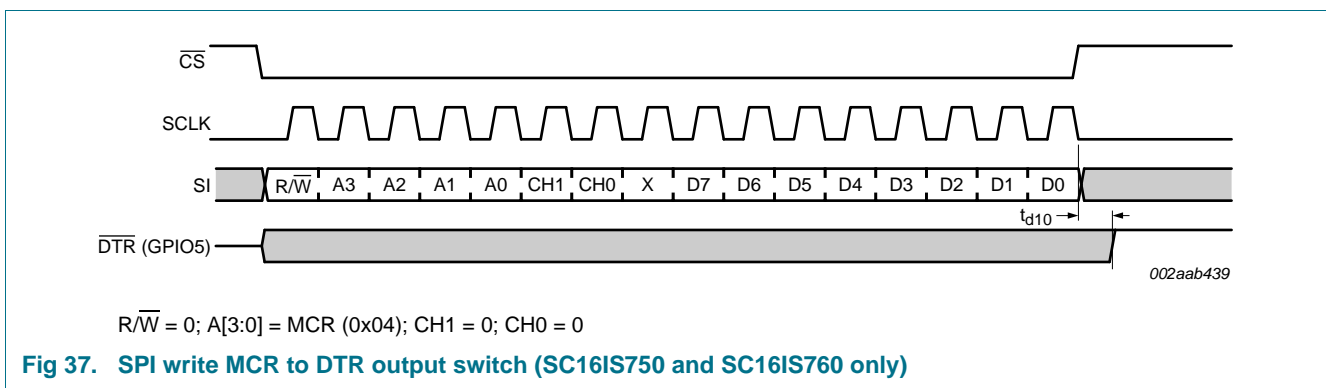 C̅S̅
SCLK
SI R/W̅ A3 A2 A1 A0 CH1 CH0 X D7 D6 D5 D4 D3 D2 D1 D0
td10
D̅T̅R̅ (GPIO5)
002aab439
R/W̅ = 0; A[3:0] = MCR (0x04); CH1 = 0; CH0 = 0
Fig 37. SPI write MCR to DTR output switch (SC16IS750 and SC16IS760 only)